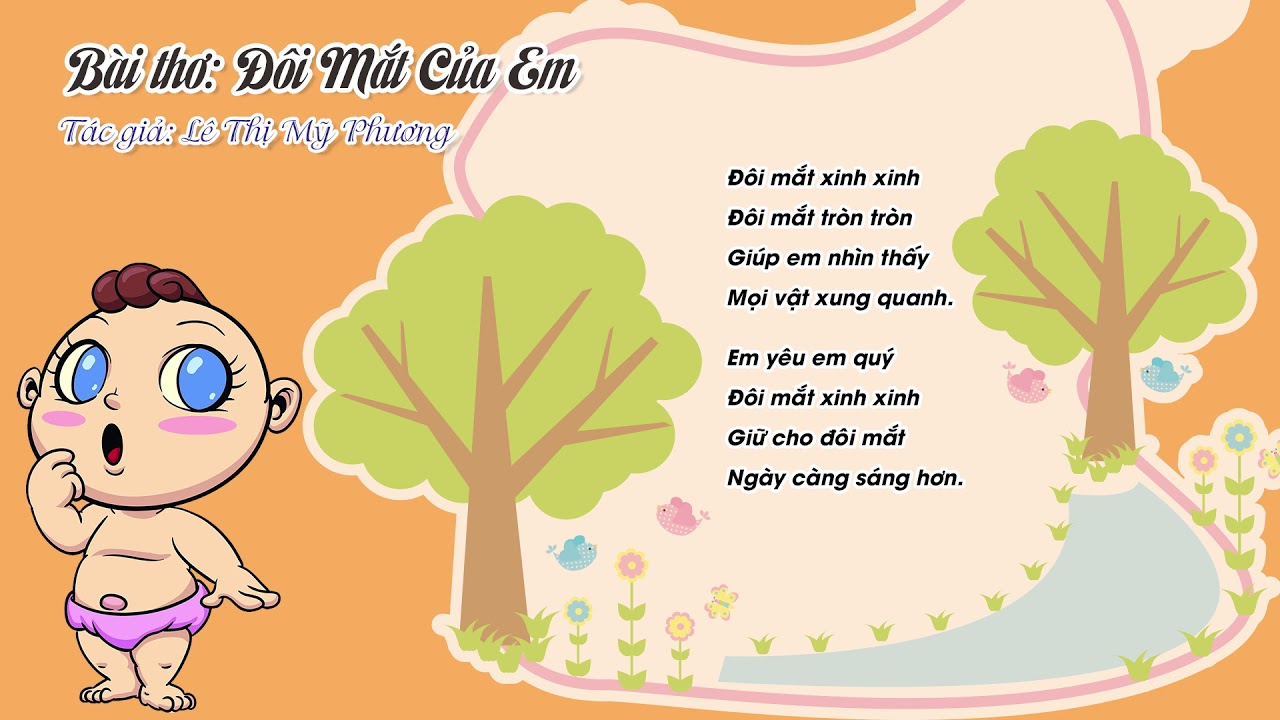 Bài thơ: Đôi Mắt Của Em
Tác giả: Lê Thị Mỹ Phương
Đôi mắt xinh xinh
Đôi mắt tròn tròn
Giúp em nhìn thấy
Mọi vật xung quanh.
Em yêu em quý
Đôi mắt xinh xinh
Giữ cho đôi mắt
Ngày càng sáng hơn.